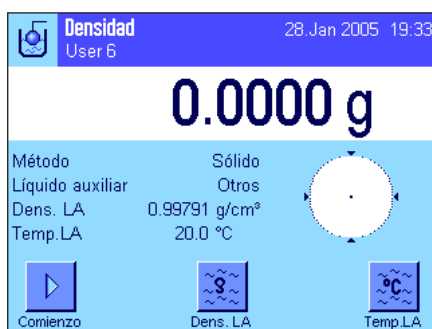 Densidad 28.Jan 2005 19:33
User 6
0.0000 g
Método Sólido
Líquido auxiliar Otros
Dens. LA 0.99791 g/cm³
Temp.LA 20.0 °C
°C
Comienzo Dens. LA Temp.LA